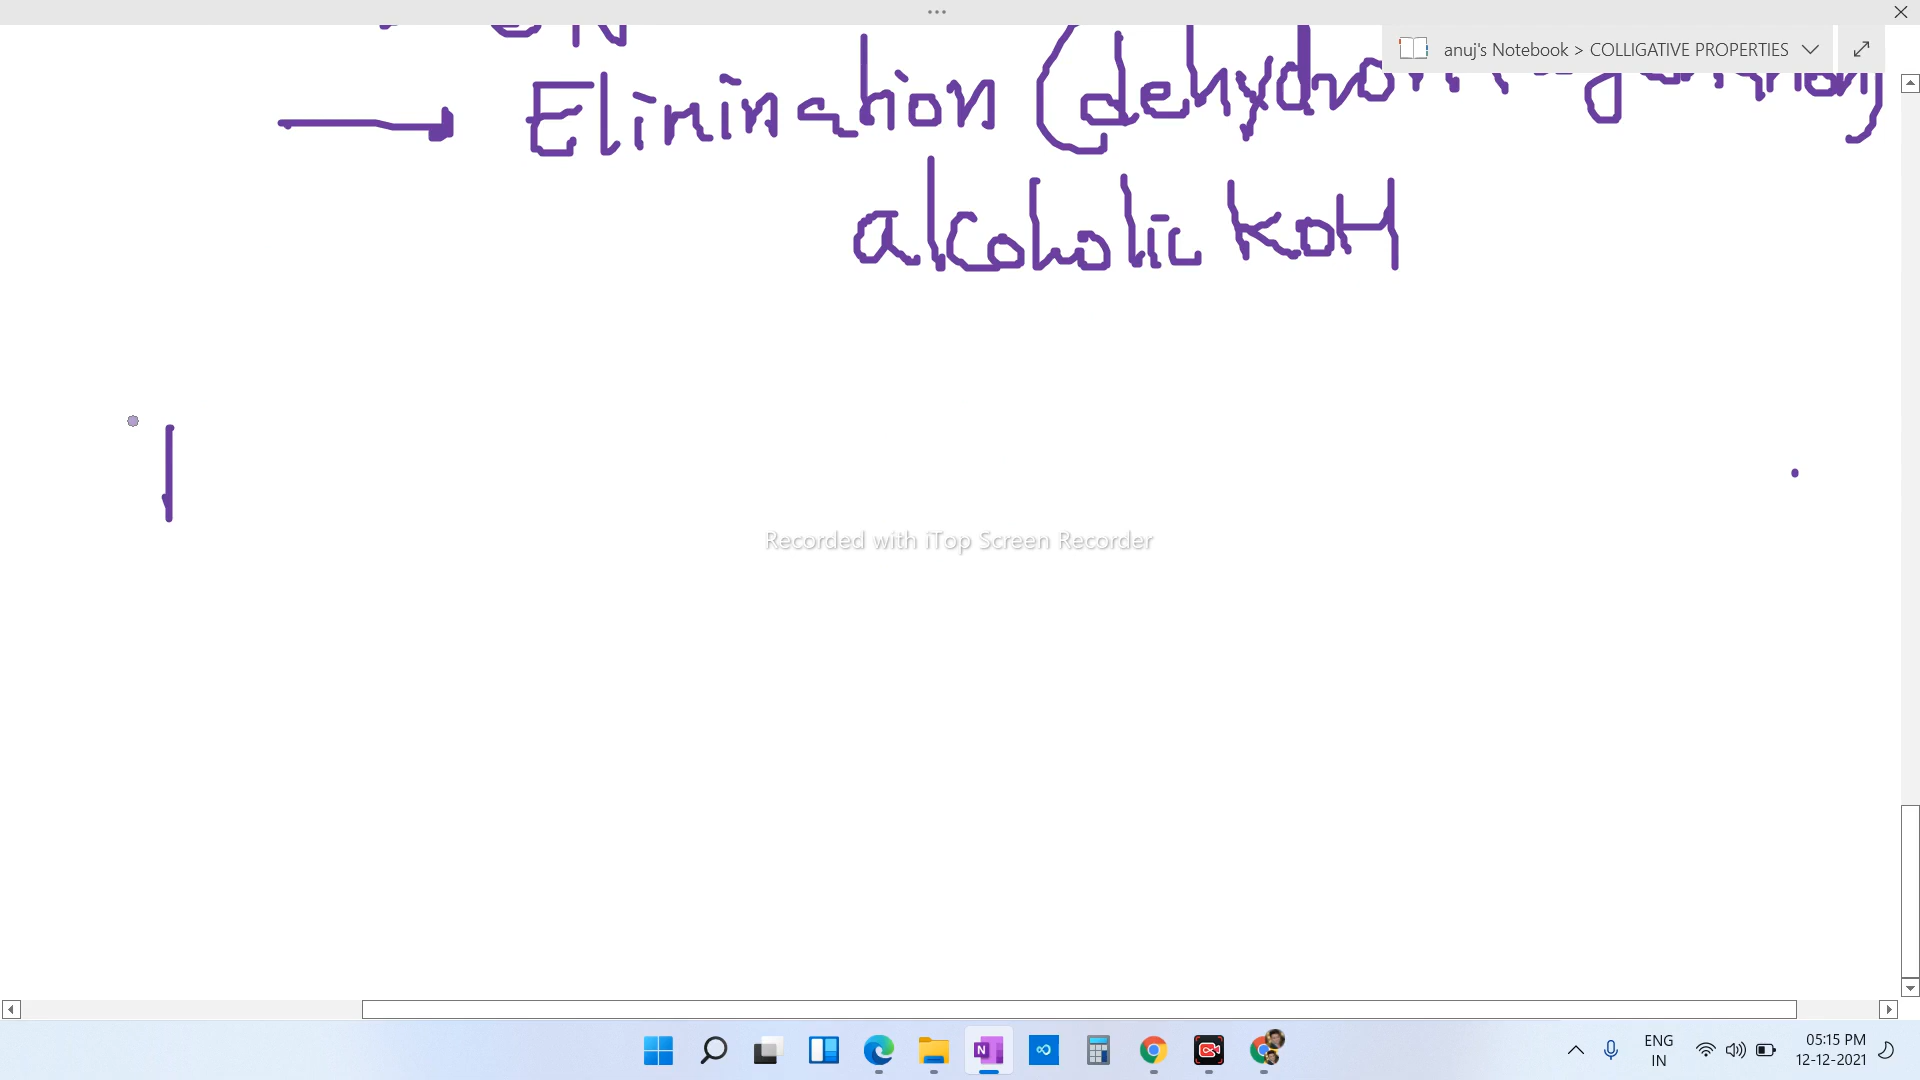 anuj's Notebook > COLLIGATIVE PROPERTIES
Elimination (dehydrohalogenation)
alcoholic KOH
Recorded with iTop Screen Recorder
ENG
IN
05:15 PM
12-12-2021